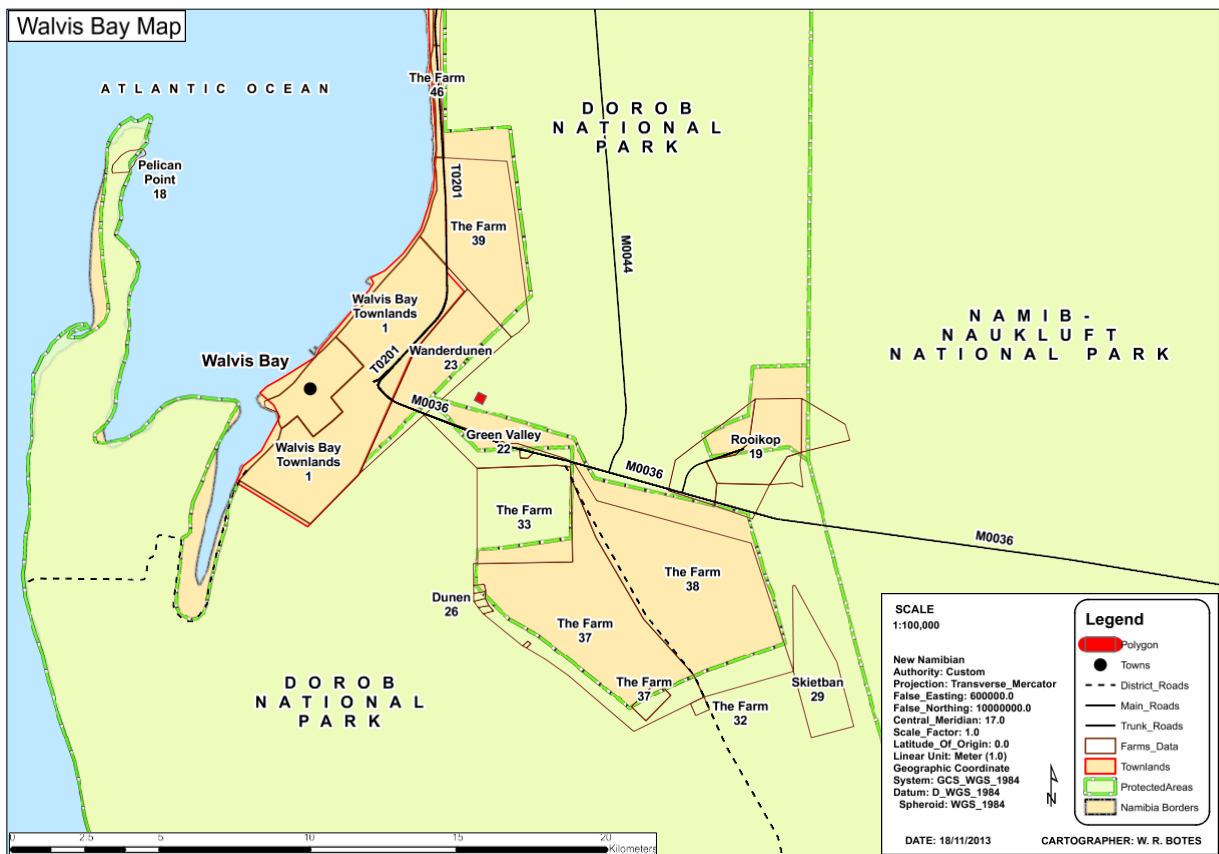 Walvis Bay Map
ATLANTIC OCEAN
The Farm
46
DOROB
NATIONAL
PARK
Pelican
Point
18
T0201
The Farm
39
M0044
Walvis Bay
Townlands
1
NAMIB-
NAUKLUFT
NATIONAL PARK
Walvis Bay
T0201
Wanderdunen
23
M0036
Green Valley
22
Rooikop
19
Walvis Bay
Townlands
1
M0036
The Farm
33
M0036
The Farm
38
Dunen
26
The Farm
37
The Farm
37
Skietban
29
The Farm
32
DOROB
NATIONAL
PARK
SCALE
1:100,000
New Namibian
Authority: Custom
Projection: Transverse_Mercator
False_Easting: 600000.0
False_Northing: 10000000.0
Central_Meridian: 17.0
Scale_Factor: 1.0
Latitude_Of_Origin: 0.0
Linear Unit: Meter (1.0)
Geographic Coordinate
System: GCS_WGS_1984
Datum: D_WGS_1984
Spheroid: WGS_1984
N
Legend
Polygon
Towns
District_Roads
Main_Roads
Trunk_Roads
Farms_Data
Townlands
ProtectedAreas
Namibia Borders
DATE: 18/11/2013 CARTOGRAPHER: W. R. BOTES
0 2.5 5 10 15 20
Kilometers